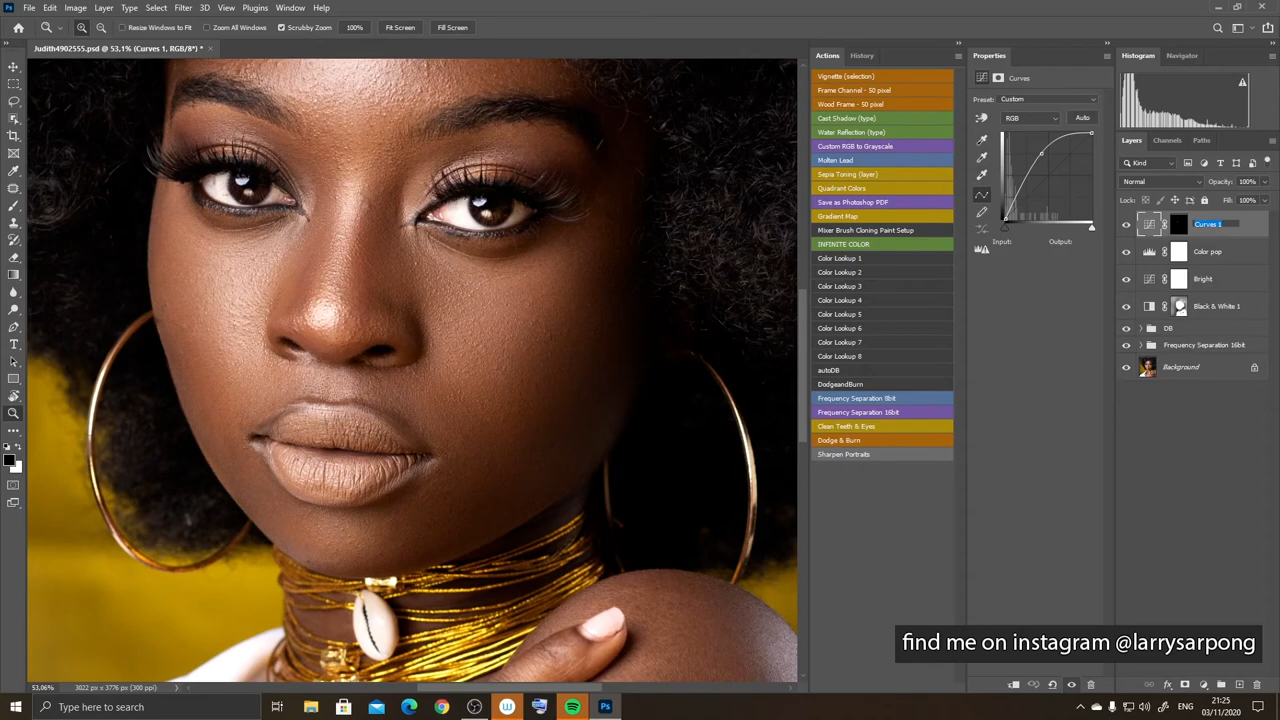 Ps File Edit Image Layer Type Select Filter 3D View Plugins Window Help
Resize Windows to Fit Zoom All Windows Scrubby Zoom 100% Fit Screen Fill Screen
Judith4902555.psd @ 53,1% (Curves 1, RGB/8*) *
Actions History
Vignette (selection)
Frame Channel - 50 pixel
Wood Frame - 50 pixel
Cast Shadow (type)
Water Reflection (type)
Custom RGB to Grayscale
Molten Lead
Sepia Toning (layer)
Quadrant Colors
Save as Photoshop PDF
Gradient Map
Mixer Brush Cloning Paint Setup
INFINITE COLOR
Color Lookup 1
Color Lookup 2
Color Lookup 3
Color Lookup 4
Color Lookup 5
Color Lookup 6
Color Lookup 7
Color Lookup 8
autoDB
DodgeandBurn
Frequency Separation 8bit
Frequency Separation 16bit
Clean Teeth & Eyes
Dodge & Burn
Sharpen Portraits
Properties
Curves
Preset: Custom
RGB Auto
Input: Output:
Histogram Navigator
Layers Channels Paths
Kind
Normal Opacity: 100%
Lock: Fill: 100%
Curves 1
Color pop
Bright
Black & White 1
DB
Frequency Separation 16bit
Background
find me on instagram @larrysarpong
53,06% 3022 px x 3776 px (300 ppi)
Type here to search
ENG
21:25
03/11/2020